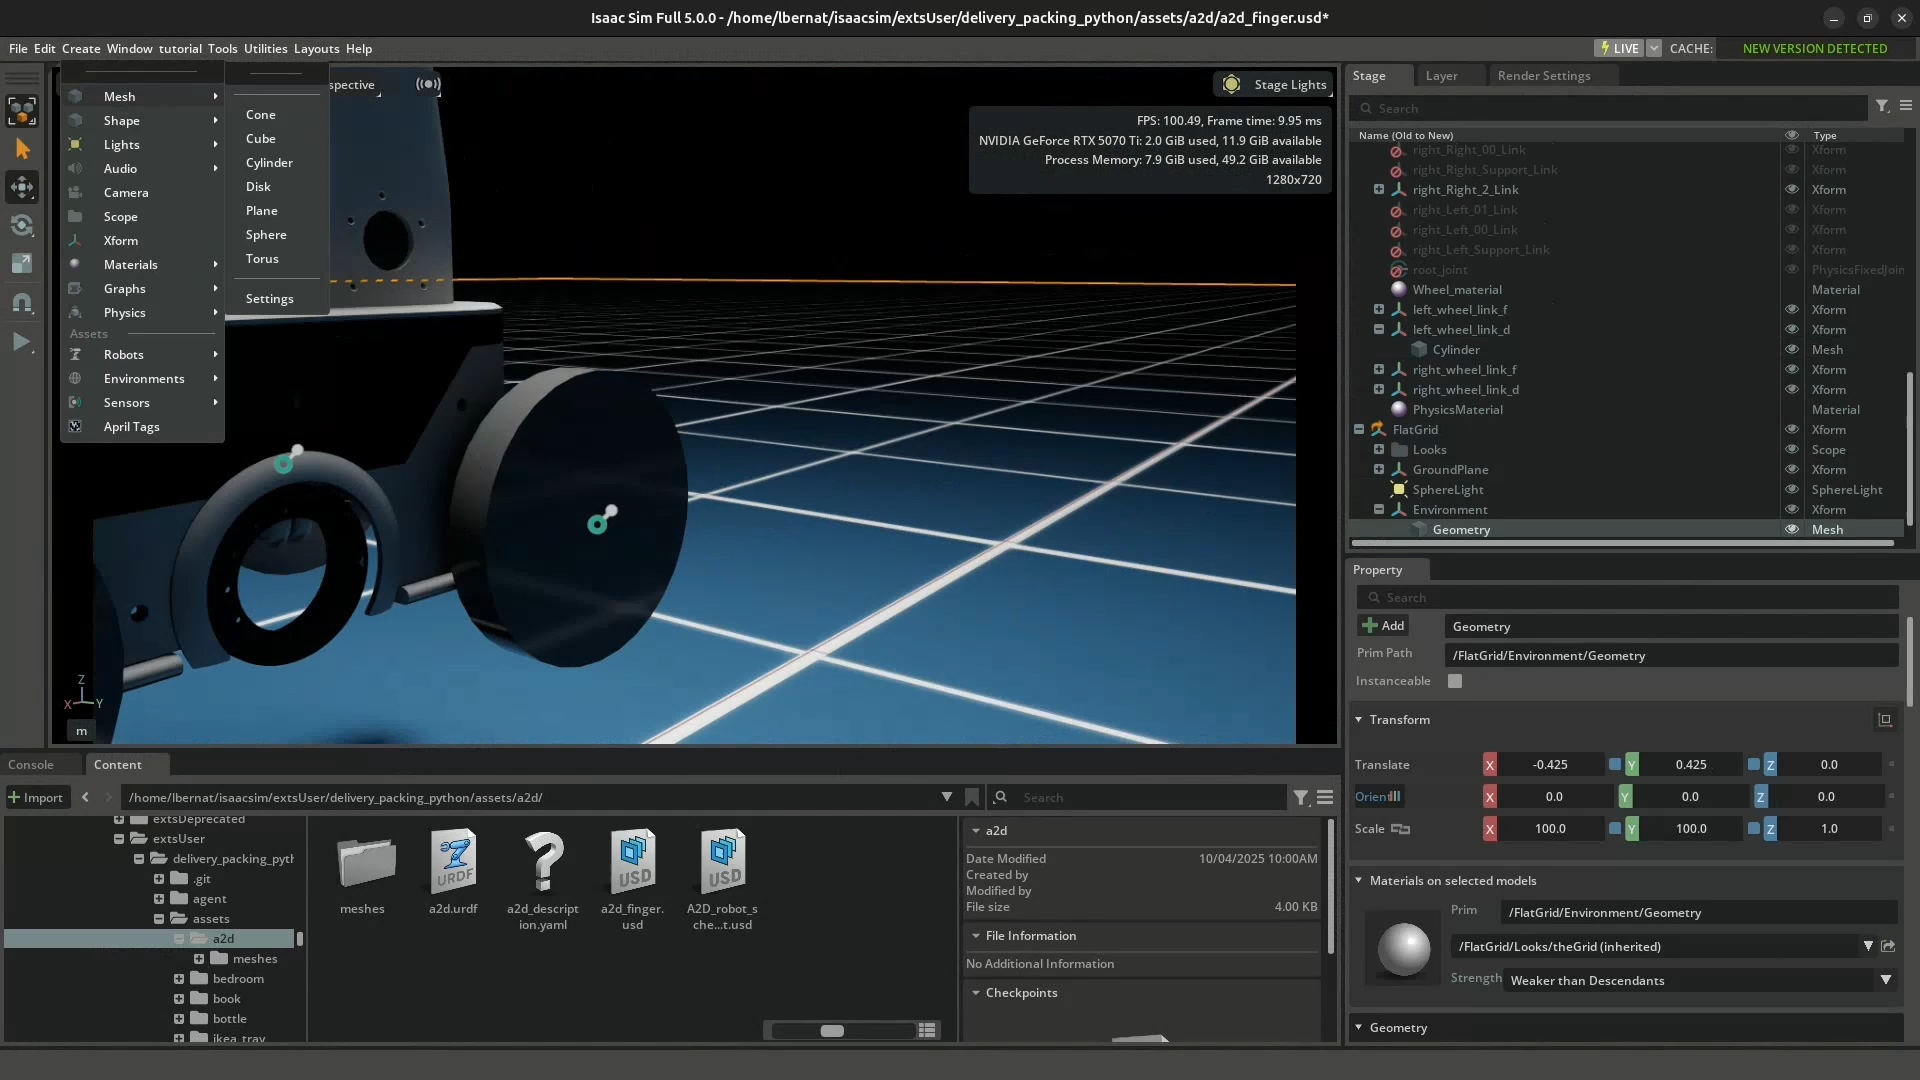 Isaac Sim Full 5.0.0 - /home/lbernat/isaacsim/extsUser/delivery_packing_python/assets/a2d/a2d_finger.usd*
File Edit Create Window tutorial Tools Utilities Layouts Help
LIVE
CACHE:
NEW VERSION DETECTED
Mesh
Shape
Lights
Audio
Camera
Scope
Xform
Materials
Graphs
Physics
Assets
Robots
Environments
Sensors
April Tags
Cone
Cube
Cylinder
Disk
Plane
Sphere
Torus
Settings
spective
Stage Lights
FPS: 100.49, Frame time: 9.95 ms
NVIDIA GeForce RTX 5070 Ti: 2.0 GiB used, 11.9 GiB available
Process Memory: 7.9 GiB used, 49.2 GiB available
1280x720
Z
X
Y
m
Stage
Layer
Render Settings
Search
Name (Old to New)
Type
right_Right_00_Link Xform
right_Right_Support_Link Xform
right_Right_2_Link Xform
right_Left_01_Link Xform
right_Left_00_Link Xform
right_Left_Support_Link Xform
root_joint PhysicsFixedJoin
Wheel_material Material
left_wheel_link_f Xform
left_wheel_link_d Xform
Cylinder Mesh
right_wheel_link_f Xform
right_wheel_link_d Xform
PhysicsMaterial Material
FlatGrid Xform
Looks Scope
GroundPlane Xform
SphereLight SphereLight
Environment Xform
Geometry Mesh
Property
Search
Add
Geometry
Prim Path
/FlatGrid/Environment/Geometry
Instanceable
Transform
Translate X -0.425 Y 0.425 Z 0.0
Orient X 0.0 Y 0.0 Z 0.0
Scale X 100.0 Y 100.0 Z 1.0
Materials on selected models
Prim
/FlatGrid/Environment/Geometry
/FlatGrid/Looks/theGrid (inherited)
Strength
Weaker than Descendants
Geometry
Console
Content
Import
/home/lbernat/isaacsim/extsUser/delivery_packing_python/assets/a2d/
Search
extsDeprecated
extsUser
delivery_packing_pyth
.git
agent
assets
a2d
meshes
bedroom
book
bottle
ikea_tray
meshes
URDF
a2d.urdf
a2d_descript
ion.yaml
USD
a2d_finger.
usd
USD
A2D_robot_s
che...t.usd
a2d
Date Modified 10/04/2025 10:00AM
Created by
Modified by
File size 4.00 KB
File Information
No Additional Information
Checkpoints